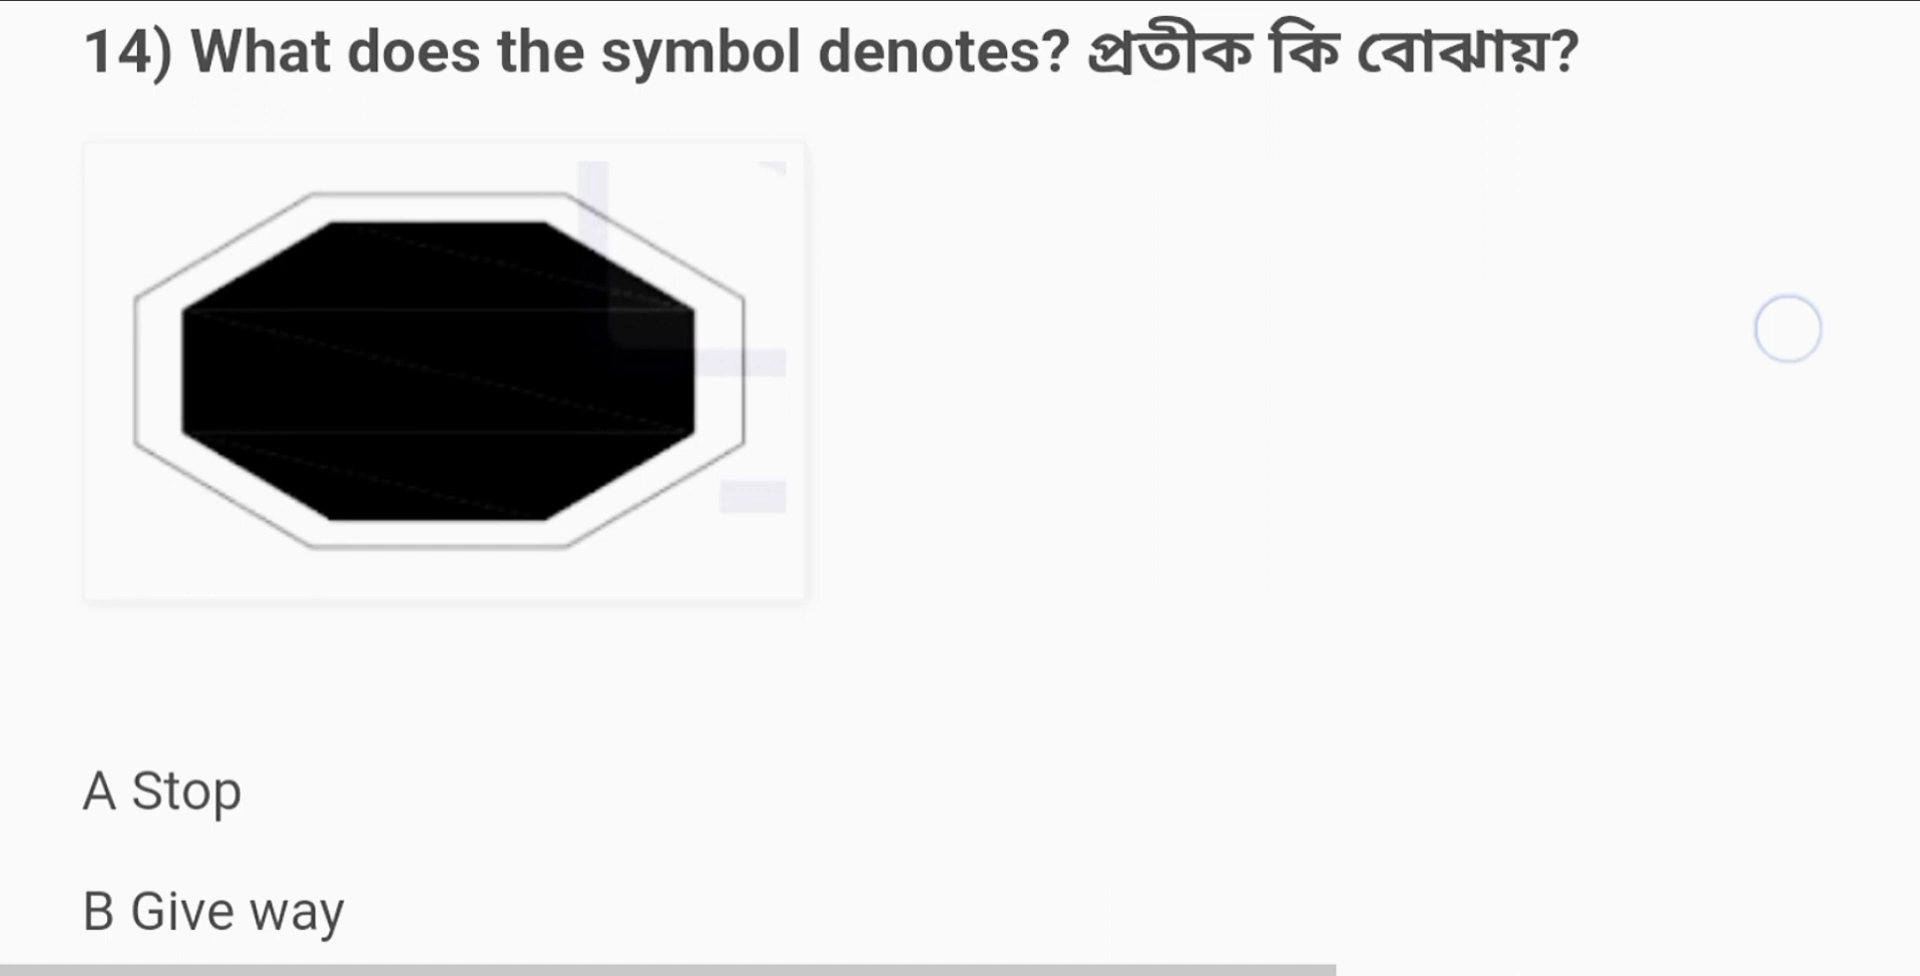 14) What does the symbol denotes? প্রতীক কি বোঝায়?
A Stop
B Give way